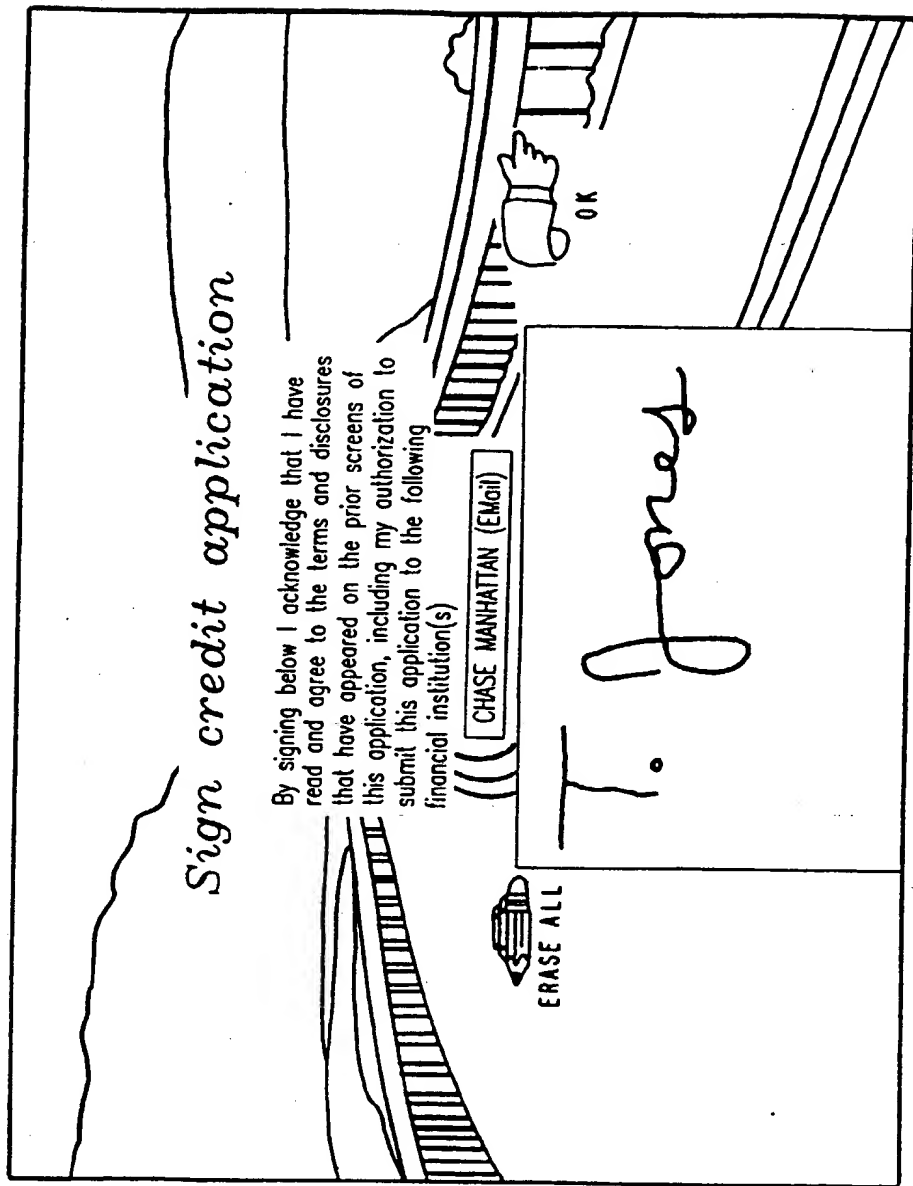 Sign credit application
By signing below I acknowledge that I have
read and agree to the terms and disclosures
that have appeared on the prior screens of
this application, including my authorization to
submit this application to the following
financial institution(s)
CHASE MANHATTAN (EMail)
OK
ERASE ALL
T. Jones